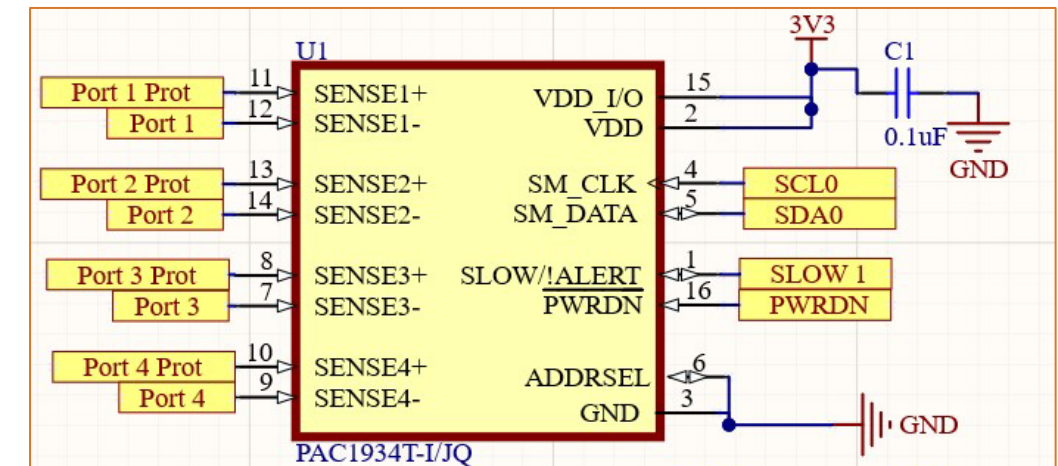 3V3
U1
C1
Port 1 Prot 11 SENSE1+ VDD_I/O 15
Port 1 12 SENSE1- VDD 2
0.1uF
GND
Port 2 Prot 13 SENSE2+ SM_CLK 4 SCL0
Port 2 14 SENSE2- SM_DATA 5 SDA0
Port 3 Prot 8 SENSE3+ SLOW/!ALERT 1 SLOW 1
Port 3 7 SENSE3- PWRDN 16 PWRDN
Port 4 Prot 10 SENSE4+ ADDRSEL 6
Port 4 9 SENSE4- GND 3
GND
PAC1934T-I/JQ